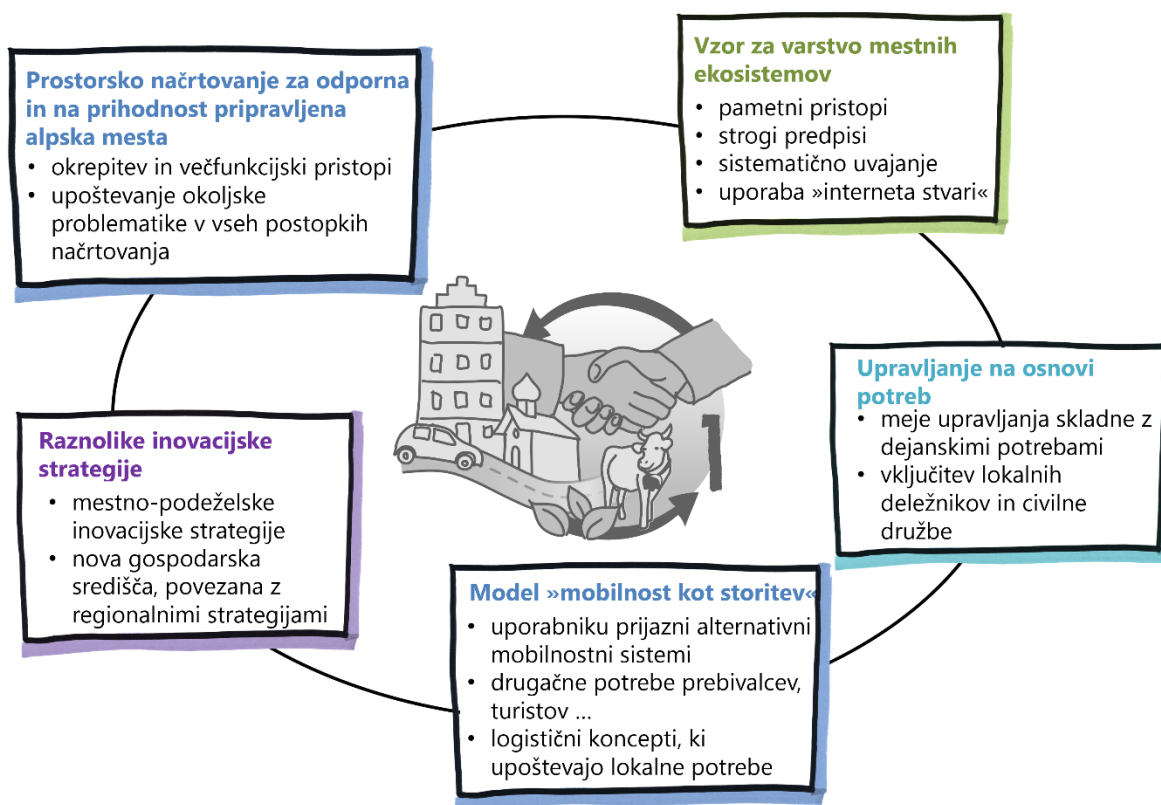 Prostorsko načrtovanje za odporna
in na prihodnost pripravljena
alpska mesta
• okrepitev in večfunkcijski pristopi
• upoštevanje okoljske
problematike v vseh postopkih
načrtovanja
Vzor za varstvo mestnih
ekosistemov
• pametni pristopi
• strogi predpisi
• sistematično uvajanje
• uporaba »interneta stvari«
Upravljanje na osnovi
potreb
• meje upravljanja skladne z
dejanskimi potrebami
• vključitev lokalnih
deležnikov in civilne
družbe
Raznolike inovacijske
strategije
• mestno-podeželske
inovacijske strategije
• nova gospodarska
središča, povezana z
regionalnimi strategijami
Model »mobilnost kot storitev«
• uporabniku prijazni alternativni
mobilnostni sistemi
• drugačne potrebe prebivalcev,
turistov ...
• logistični koncepti, ki
upoštevajo lokalne potrebe
1